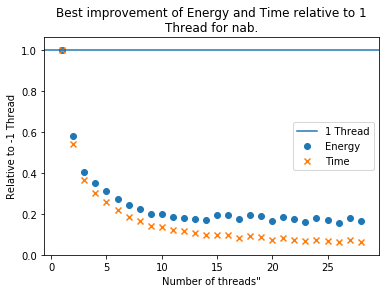 Best improvement of Energy and Time relative to 1
Thread for nab.
Relative to -1 Thread
1.0
0.8
0.6
0.4
0.2
0.0
1 Thread
Energy
Time
0 5 10 15 20 25
Number of threads"